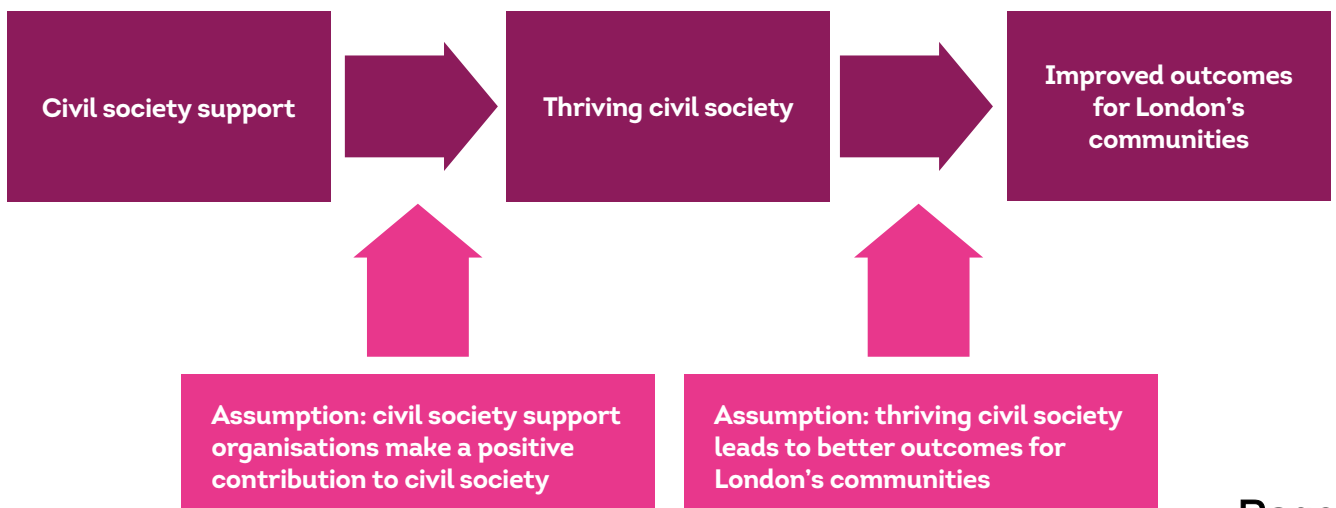 Civil society support
Thriving civil society
Improved outcomes
for London's
communities
Assumption: civil society support
organisations make a positive
contribution to civil society
Assumption: thriving civil society
leads to better outcomes for
London's communities